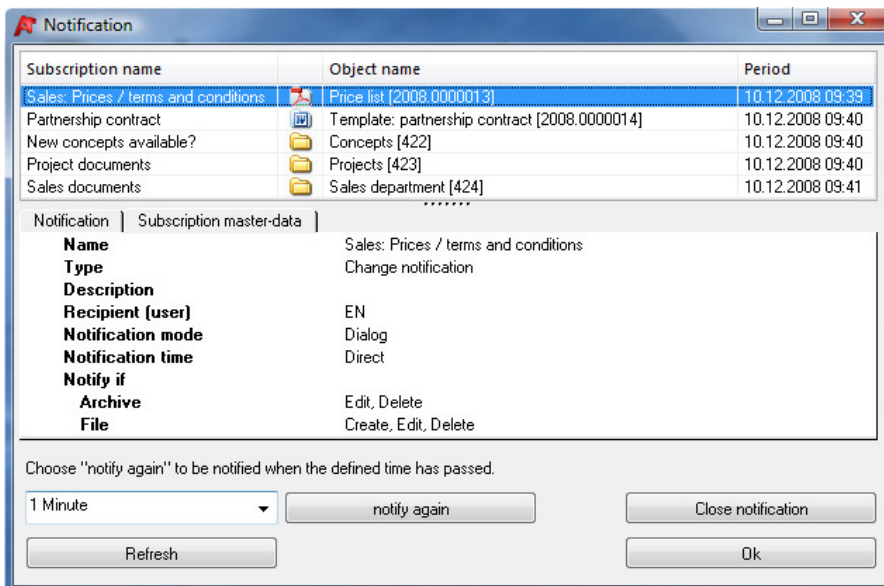 Notification
Subscription name Object name Period
Sales: Prices / terms and conditions Price list [2008.0000013] 10.12.2008 09:39
Partnership contract Template: partnership contract [2008.0000014] 10.12.2008 09:40
New concepts available? Concepts [422] 10.12.2008 09:40
Project documents Projects [423] 10.12.2008 09:40
Sales documents Sales department [424] 10.12.2008 09:41
Notification Subscription master-data
Name Sales: Prices / terms and conditions
Type Change notification
Description
Recipient (user) EN
Notification mode Dialog
Notification time Direct
Notify if
Archive Edit, Delete
File Create, Edit, Delete
Choose "notify again" to be notified when the defined time has passed.
1 Minute notify again Close notification
Refresh Ok